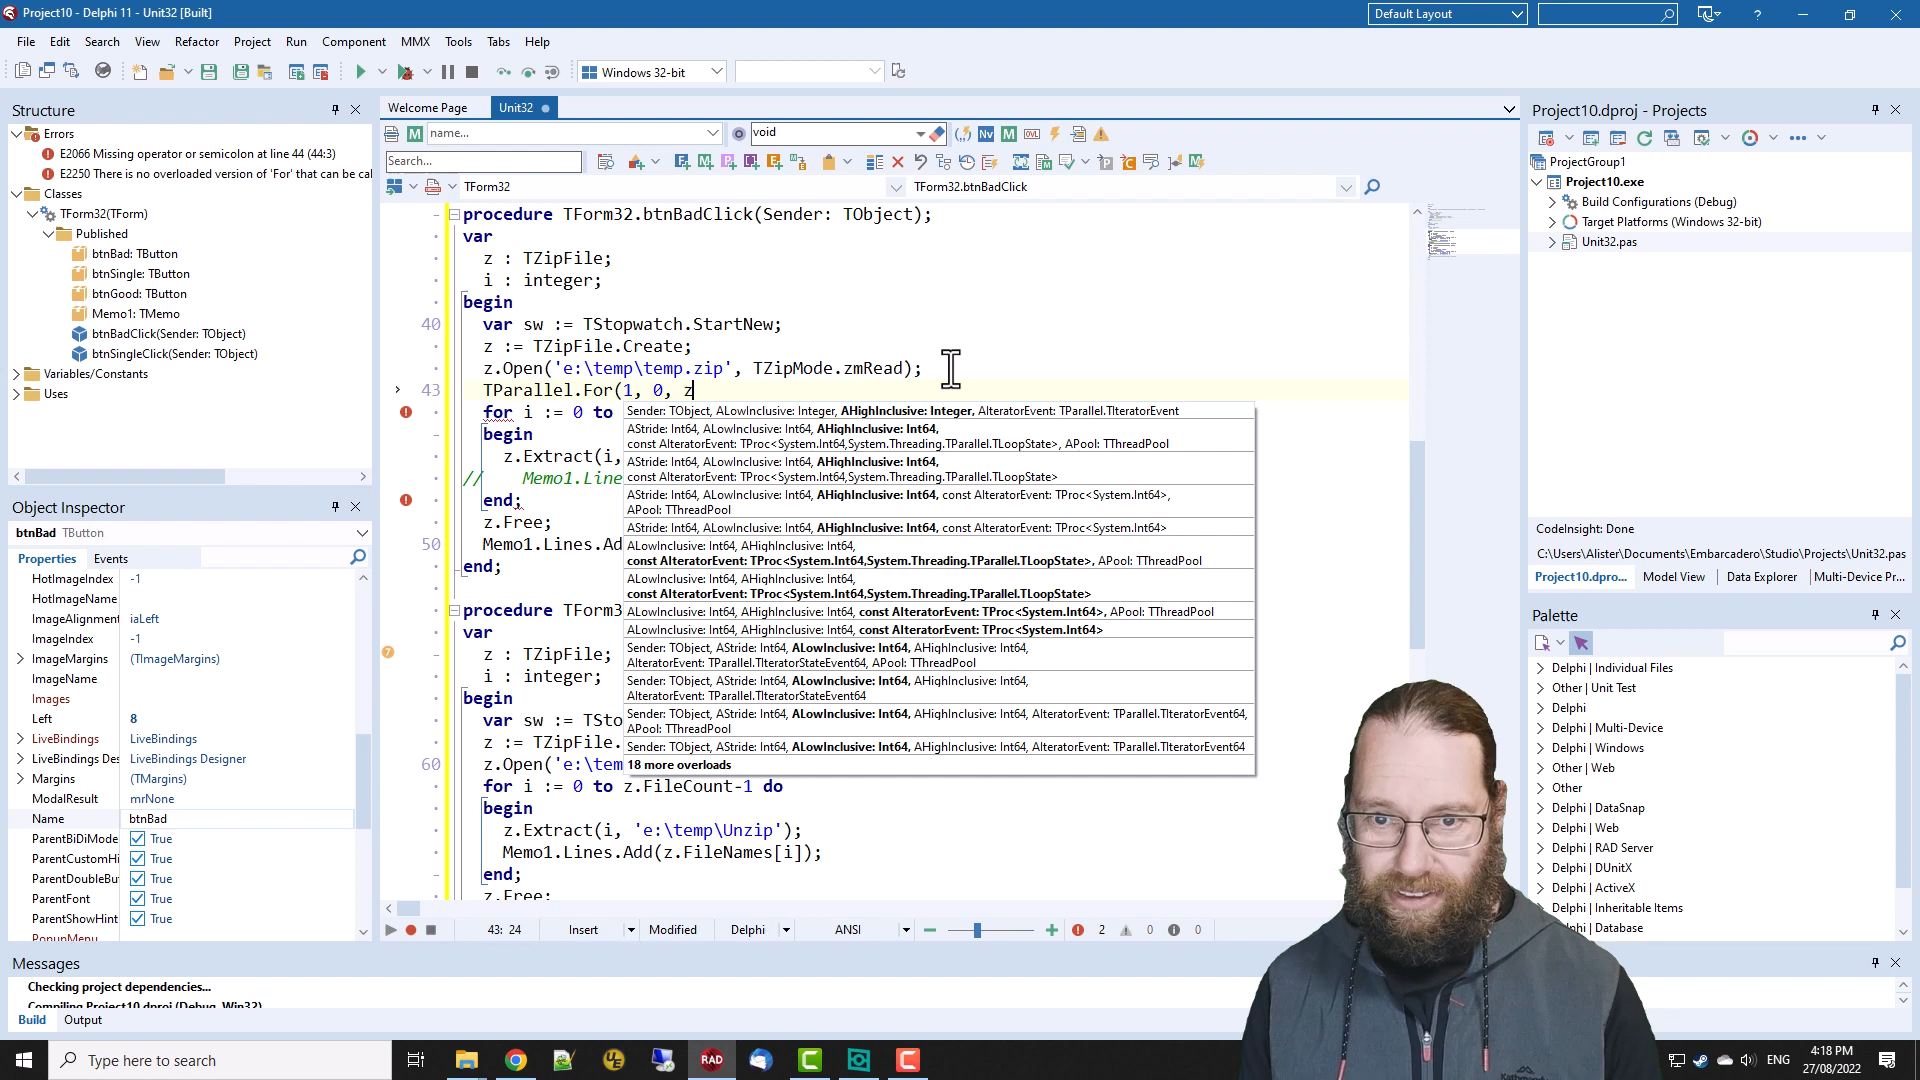 Project10 - Delphi 11 - Unit32 [Built]
Default Layout
?
File Edit Search View Refactor Project Run Component MMX Tools Tabs Help
Windows 32-bit
Structure
Errors
E2066 Missing operator or semicolon at line 44 (44:3)
E2250 There is no overloaded version of 'For' that can be cal
Classes
TForm32(TForm)
Published
btnBad: TButton
btnSingle: TButton
btnGood: TButton
Memo1: TMemo
btnBadClick(Sender: TObject)
btnSingleClick(Sender: TObject)
Variables/Constants
Uses
Object Inspector
btnBad TButton
Properties Events
HotImageIndex -1
HotImageName
ImageAlignment iaLeft
ImageIndex -1
ImageMargins (TImageMargins)
ImageName
Images
Left 8
LiveBindings LiveBindings
LiveBindings Des LiveBindings Designer
Margins (TMargins)
ModalResult mrNone
Name btnBad
ParentBiDiMode True
ParentCustomHi True
ParentDoubleBu True
ParentFont True
ParentShowHint True
PopupMenu
Welcome Page Unit32
name... void
Search...
TForm32 TForm32.btnBadClick
procedure TForm32.btnBadClick(Sender: TObject);
var
z : TZipFile;
i : integer;
begin
40 var sw := TStopwatch.StartNew;
z := TZipFile.Create;
z.Open('e:\temp\temp.zip', TZipMode.zmRead);
43 TParallel.For(1, 0, z
for i := 0 to
begin
z.Extract(i,
// Memo1.Line
end;
z.Free;
50 Memo1.Lines.Ad
end;
procedure TForm3
var
z : TZipFile;
i : integer;
begin
var sw := TSto
z := TZipFile.
60 z.Open('e:\tem
for i := 0 to z.FileCount-1 do
begin
z.Extract(i, 'e:\temp\Unzip');
Memo1.Lines.Add(z.FileNames[i]);
end;
z.Free;
Sender: TObject, ALowInclusive: Integer, AHighInclusive: Integer, AIteratorEvent: TParallel.TIteratorEvent
AStride: Int64, ALowInclusive: Int64, AHighInclusive: Int64,
const AIteratorEvent: TProc<System.Int64,System.Threading.TParallel.TLoopState>, APool: TThreadPool
AStride: Int64, ALowInclusive: Int64, AHighInclusive: Int64,
const AIteratorEvent: TProc<System.Int64,System.Threading.TParallel.TLoopState>
AStride: Int64, ALowInclusive: Int64, AHighInclusive: Int64, const AIteratorEvent: TProc<System.Int64>,
APool: TThreadPool
AStride: Int64, ALowInclusive: Int64, AHighInclusive: Int64, const AIteratorEvent: TProc<System.Int64>
ALowInclusive: Int64, AHighInclusive: Int64,
const AIteratorEvent: TProc<System.Int64,System.Threading.TParallel.TLoopState>, APool: TThreadPool
ALowInclusive: Int64, AHighInclusive: Int64,
const AIteratorEvent: TProc<System.Int64,System.Threading.TParallel.TLoopState>
ALowInclusive: Int64, AHighInclusive: Int64, const AIteratorEvent: TProc<System.Int64>, APool: TThreadPool
ALowInclusive: Int64, AHighInclusive: Int64, const AIteratorEvent: TProc<System.Int64>
Sender: TObject, AStride: Int64, ALowInclusive: Int64, AHighInclusive: Int64,
AIteratorEvent: TParallel.TIteratorStateEvent64, APool: TThreadPool
Sender: TObject, AStride: Int64, ALowInclusive: Int64, AHighInclusive: Int64,
AIteratorEvent: TParallel.TIteratorStateEvent64
Sender: TObject, AStride: Int64, ALowInclusive: Int64, AHighInclusive: Int64, AIteratorEvent: TParallel.TIteratorEvent64,
APool: TThreadPool
Sender: TObject, AStride: Int64, ALowInclusive: Int64, AHighInclusive: Int64, AIteratorEvent: TParallel.TIteratorEvent64
18 more overloads
43: 24 Insert Modified Delphi ANSI 2 0 0
Project10.dproj - Projects
ProjectGroup1
Project10.exe
Build Configurations (Debug)
Target Platforms (Windows 32-bit)
Unit32.pas
CodeInsight: Done
C:\Users\Alister\Documents\Embarcadero\Studio\Projects\Unit32.pas
Project10.dpro... Model View Data Explorer Multi-Device Pr...
Palette
Delphi | Individual Files
Other | Unit Test
Delphi
Delphi | Multi-Device
Delphi | Windows
Other | Web
Other
Delphi | DataSnap
Delphi | Web
Delphi | RAD Server
Delphi | DUnitX
Delphi | ActiveX
Delphi | Inheritable Items
Delphi | Database
Messages
Checking project dependencies...
Compiling Project10.dproj (Debug, Win32)
Build Output
Type here to search
UE
RAD
ENG
4:18 PM
27/08/2022